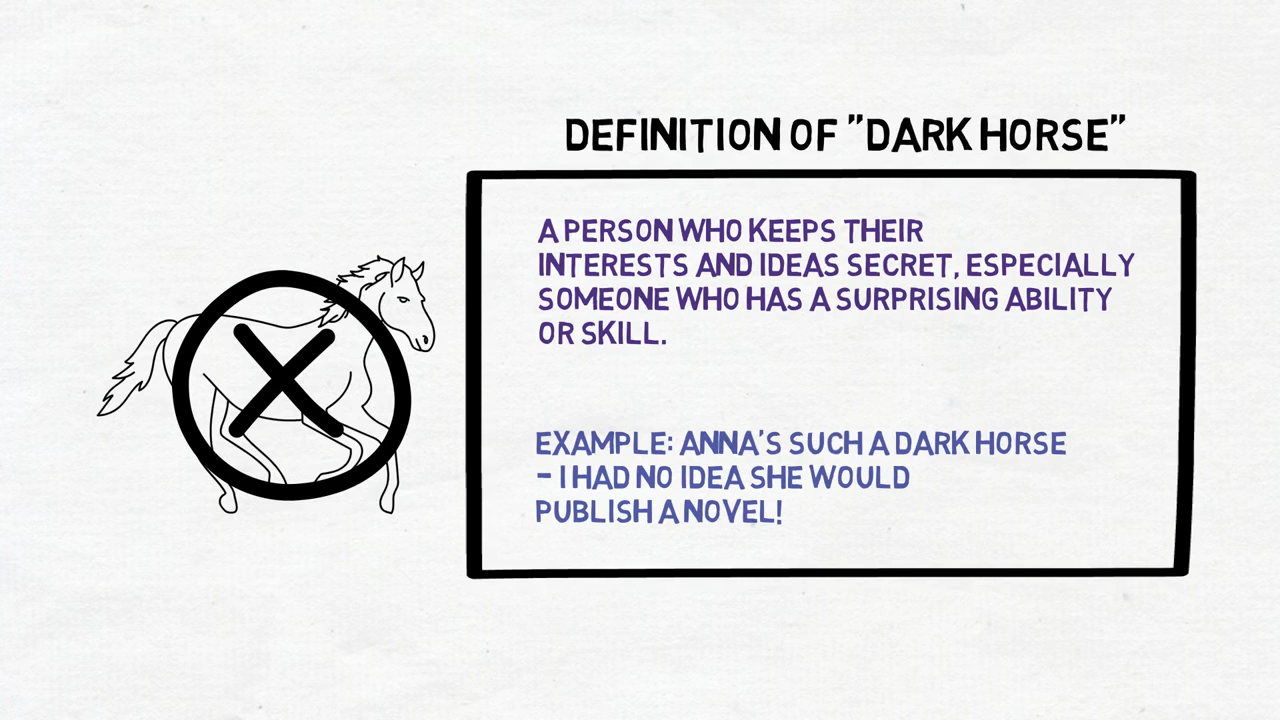 DEFINITION OF "DARK HORSE"
A PERSON WHO KEEPS THEIR
INTERESTS AND IDEAS SECRET, ESPECIALLY
SOMEONE WHO HAS A SURPRISING ABILITY
OR SKILL.
EXAMPLE: ANNA'S SUCH A DARK HORSE
- I HAD NO IDEA SHE WOULD
PUBLISH A NOVEL!